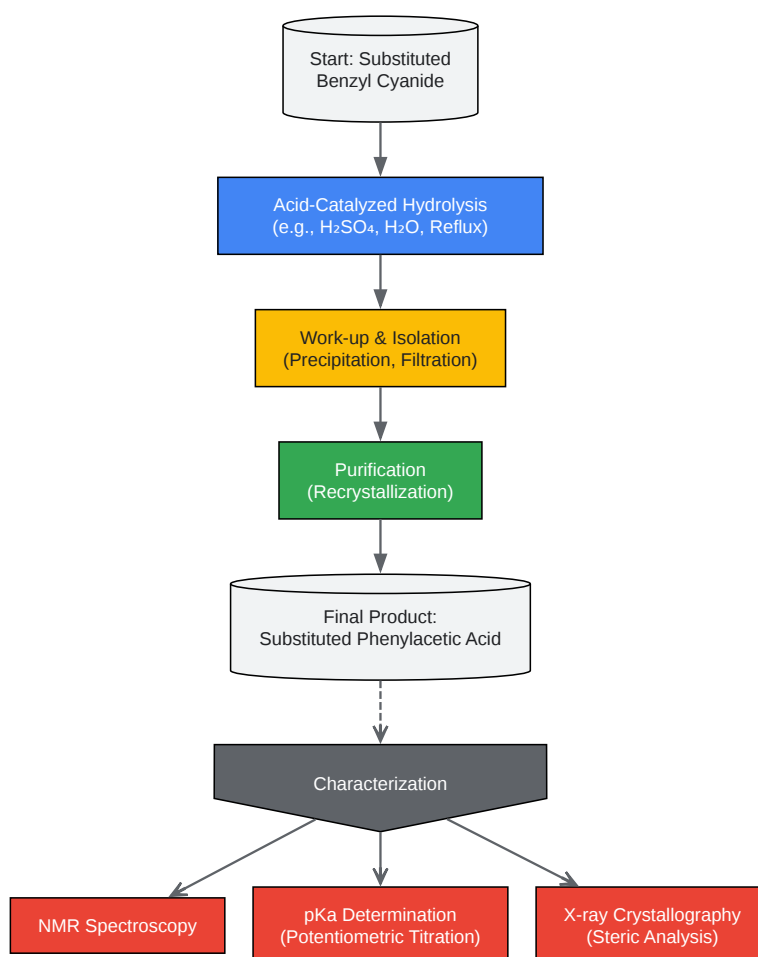 Start: Substituted
Benzyl Cyanide
Acid-Catalyzed Hydrolysis
(e.g., H₂SO₄, H₂O, Reflux)
Work-up & Isolation
(Precipitation, Filtration)
Purification
(Recrystallization)
Final Product:
Substituted Phenylacetic Acid
Characterization
NMR Spectroscopy
pKa Determination
(Potentiometric Titration)
X-ray Crystallography
(Steric Analysis)